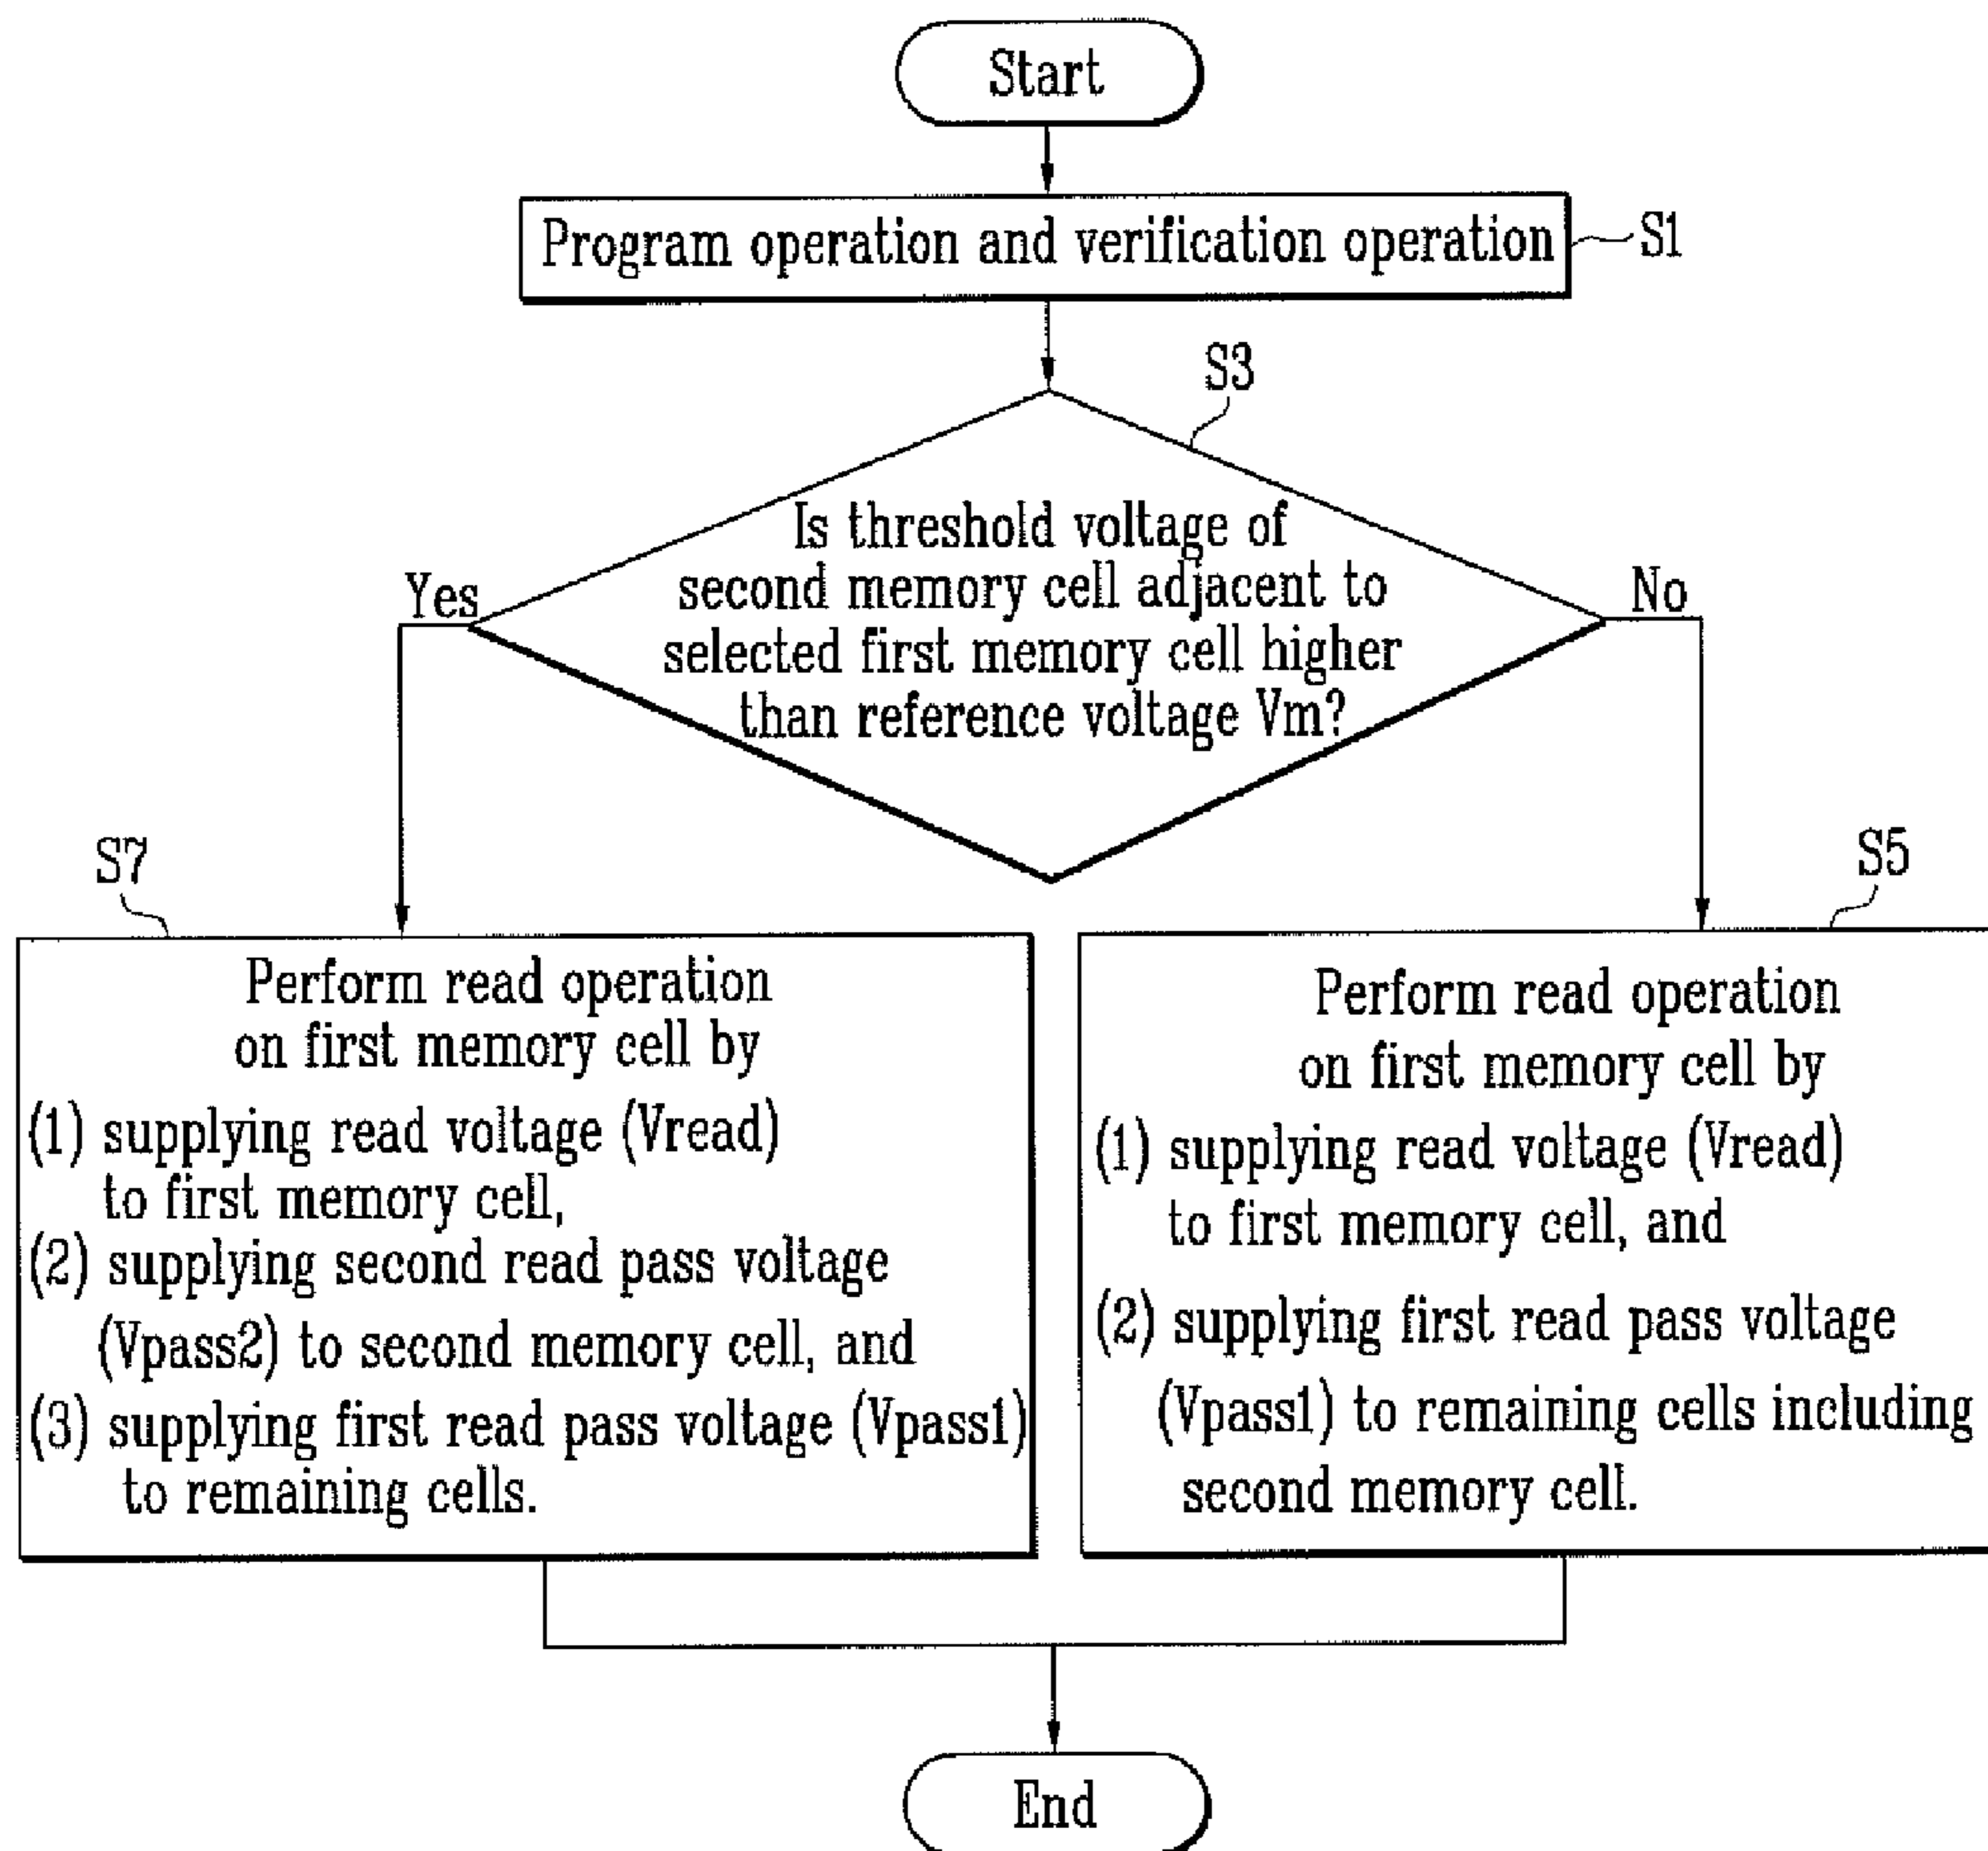 Start
Program operation and verification operation
S1
S3
Is threshold voltage of
second memory cell adjacent to
selected first memory cell higher
than reference voltage Vm?
Yes
No
S7
Perform read operation
on first memory cell by
(1) supplying read voltage (Vread)
to first memory cell,
(2) supplying second read pass voltage
(Vpass2) to second memory cell, and
(3) supplying first read pass voltage (Vpass1)
to remaining cells.
S5
Perform read operation
on first memory cell by
(1) supplying read voltage (Vread)
to first memory cell, and
(2) supplying first read pass voltage
(Vpass1) to remaining cells including
second memory cell.
End